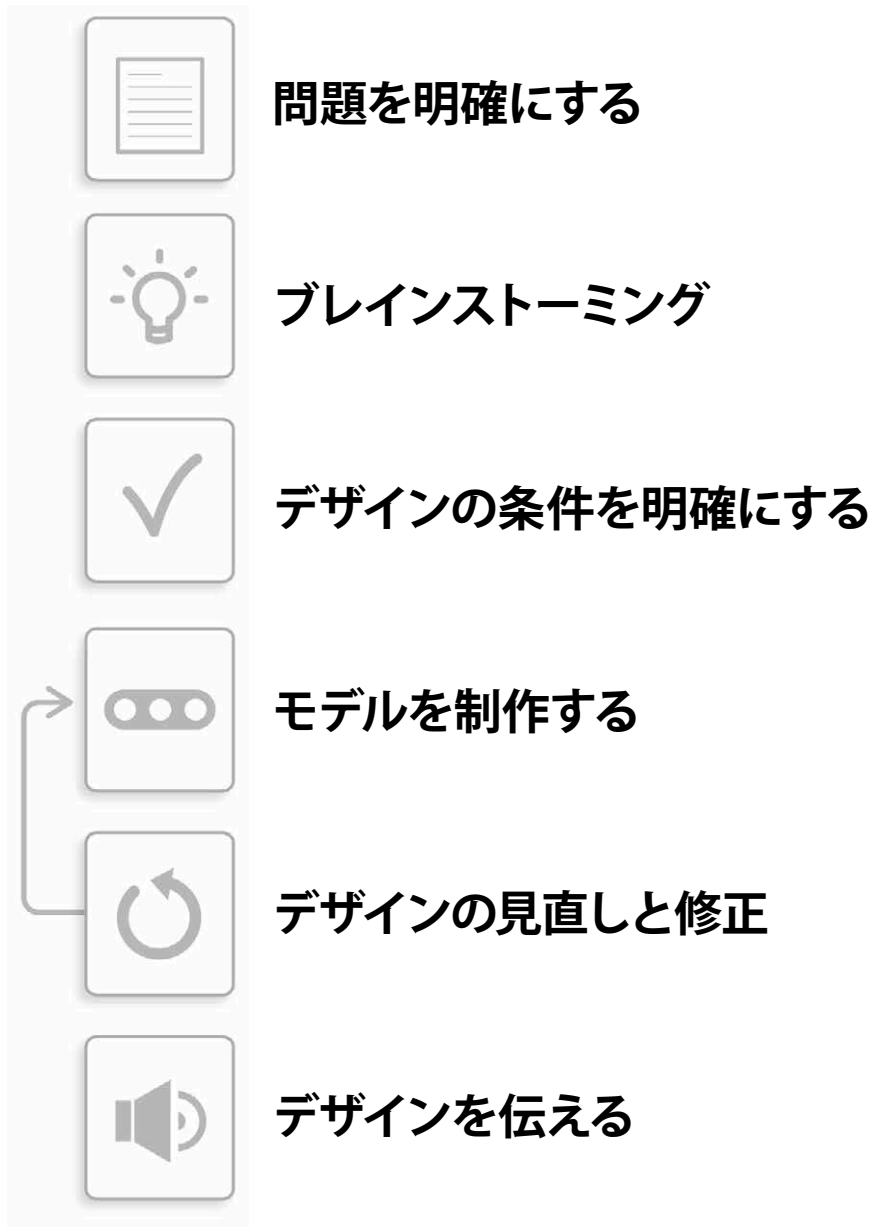 問題を明確にする
ブレインストーミング
デザインの条件を明確にする
モデルを制作する
デザインの見直しと修正
デザインを伝える